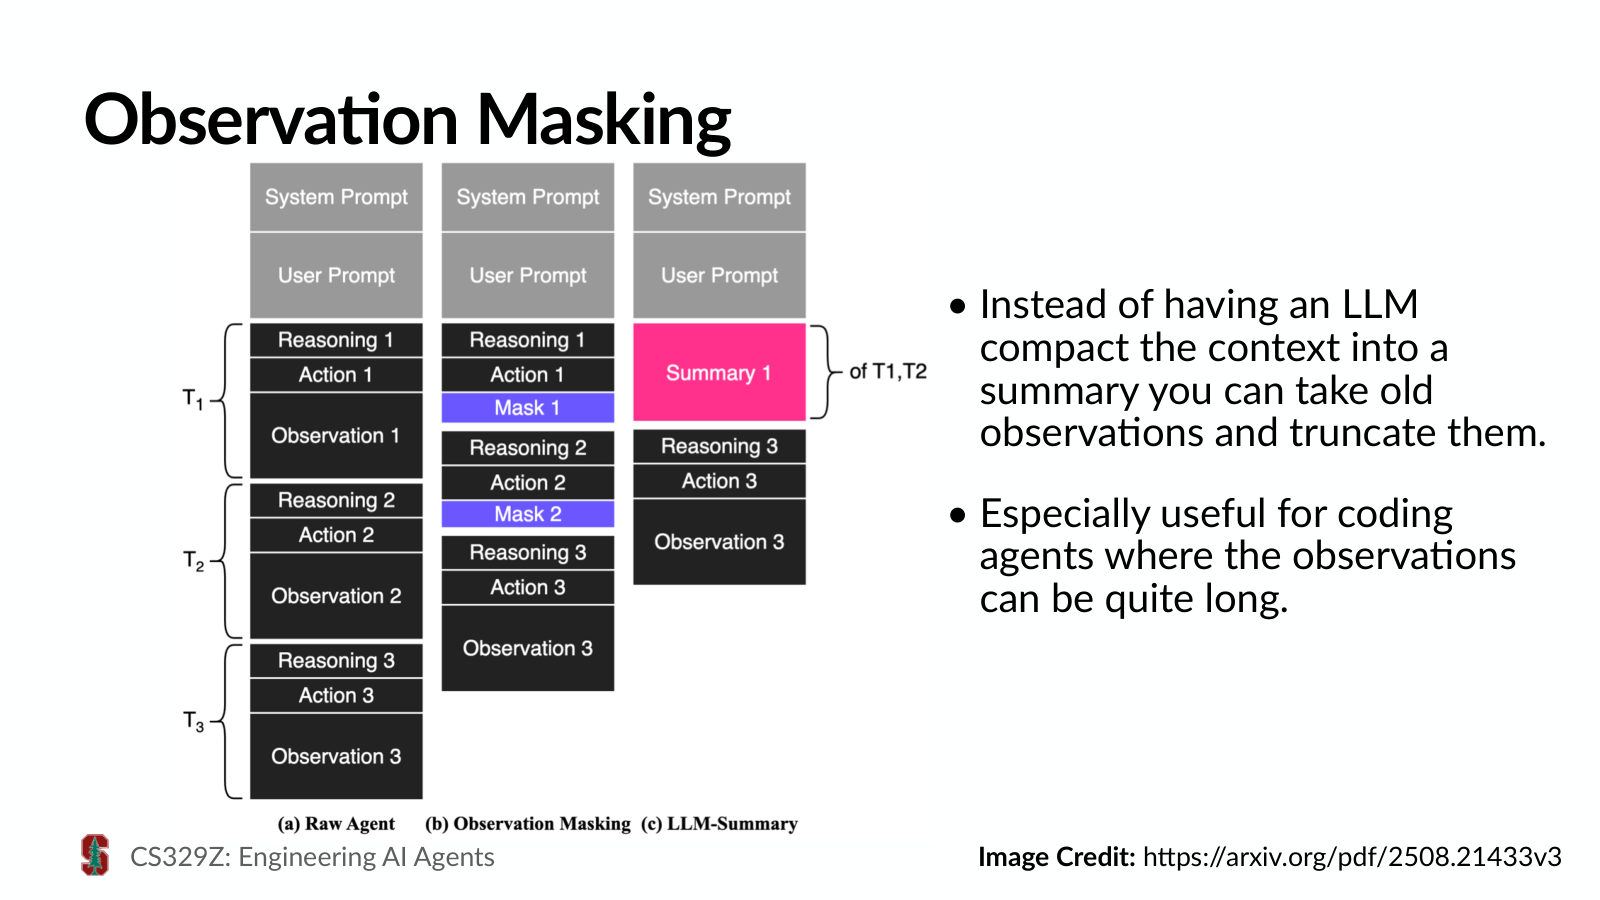 Observation Masking
System Prompt
User Prompt
T1
Reasoning 1
Action 1
Observation 1
T2
Reasoning 2
Action 2
Observation 2
T3
Reasoning 3
Action 3
Observation 3
(a) Raw Agent
System Prompt
User Prompt
Reasoning 1
Action 1
Mask 1
Reasoning 2
Action 2
Mask 2
Reasoning 3
Action 3
Observation 3
(b) Observation Masking
System Prompt
User Prompt
Summary 1
of T1,T2
Reasoning 3
Action 3
Observation 3
(c) LLM-Summary
• Instead of having an LLM
compact the context into a
summary you can take old
observations and truncate them.
• Especially useful for coding
agents where the observations
can be quite long.
CS329Z: Engineering AI Agents
Image Credit: https://arxiv.org/pdf/2508.21433v3